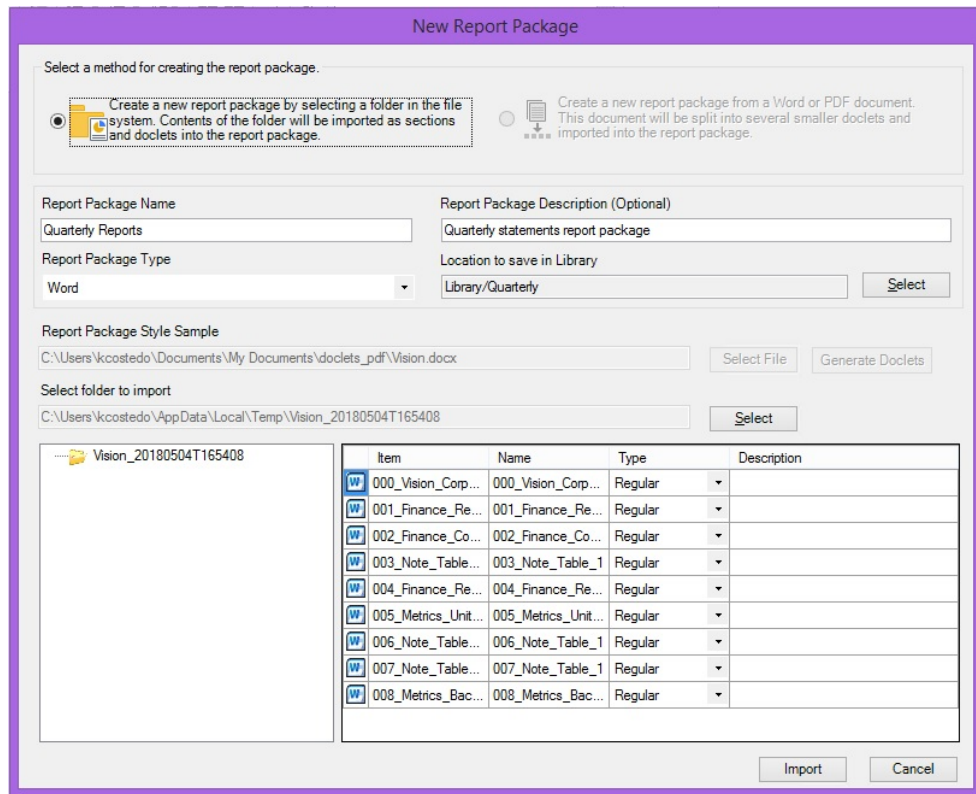 New Report Package
Select a method for creating the report package.
Create a new report package by selecting a folder in the file
system. Contents of the folder will be imported as sections
and doclets into the report package.
Create a new report package from a Word or PDF document.
This document will be split into several smaller doclets and
imported into the report package.
Report Package Name
Report Package Description (Optional)
Quarterly Reports
Quarterly statements report package
Report Package Type
Location to save in Library
Word
Library/Quarterly
Select
Report Package Style Sample
C:\Users\kcostedo\Documents\My Documents\doclets_pdf\Vision.docx
Select File
Generate Doclets
Select folder to import
C:\Users\kcostedo\AppData\Local\Temp\Vision_20180504T165408
Select
Vision_20180504T165408
Item Name Type Description
000_Vision_Corp... 000_Vision_Corp... Regular
001_Finance_Re... 001_Finance_Re... Regular
002_Finance_Co... 002_Finance_Co... Regular
003_Note_Table... 003_Note_Table_1 Regular
004_Finance_Re... 004_Finance_Re... Regular
005_Metrics_Unit... 005_Metrics_Unit... Regular
006_Note_Table... 006_Note_Table_1 Regular
007_Note_Table... 007_Note_Table_1 Regular
008_Metrics_Bac... 008_Metrics_Bac... Regular
Import
Cancel